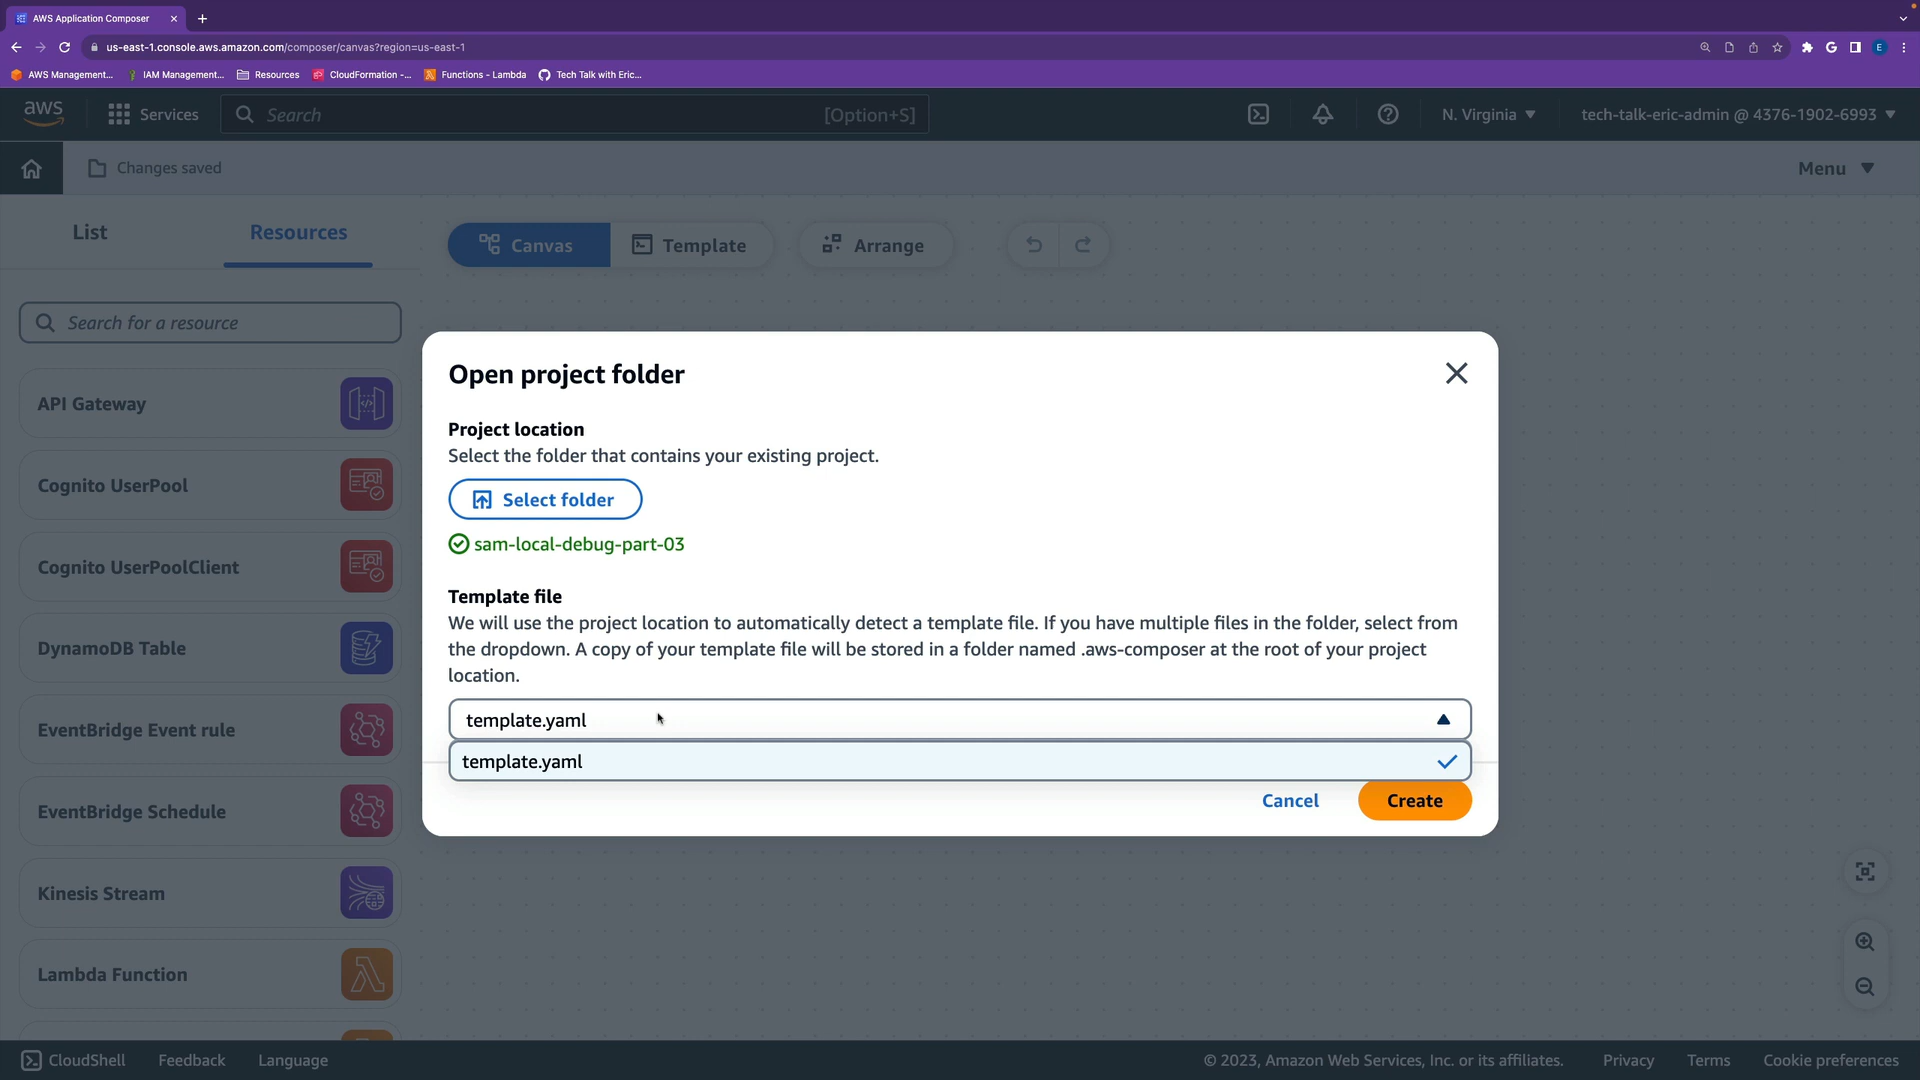 AWS Application Composer
us-east-1.console.aws.amazon.com/composer/canvas?region=us-east-1
E
AWS Management...
IAM Management...
Resources
CloudFormation -...
Functions - Lambda
Tech Talk with Eric...
aws
Services
Search
[Option+S]
N. Virginia
tech-talk-eric-admin @ 4376-1902-6993
Changes saved
Menu
List
Resources
Canvas
Template
Arrange
Search for a resource
API Gateway
Cognito UserPool
Cognito UserPoolClient
DynamoDB Table
EventBridge Event rule
EventBridge Schedule
Kinesis Stream
Lambda Function
Open project folder
Project location
Select the folder that contains your existing project.
Select folder
sam-local-debug-part-03
Template file
We will use the project location to automatically detect a template file. If you have multiple files in the folder, select from
the dropdown. A copy of your template file will be stored in a folder named .aws-composer at the root of your project
location.
template.yaml
template.yaml
Cancel
Create
CloudShell
Feedback
Language
© 2023, Amazon Web Services, Inc. or its affiliates.
Privacy
Terms
Cookie preferences